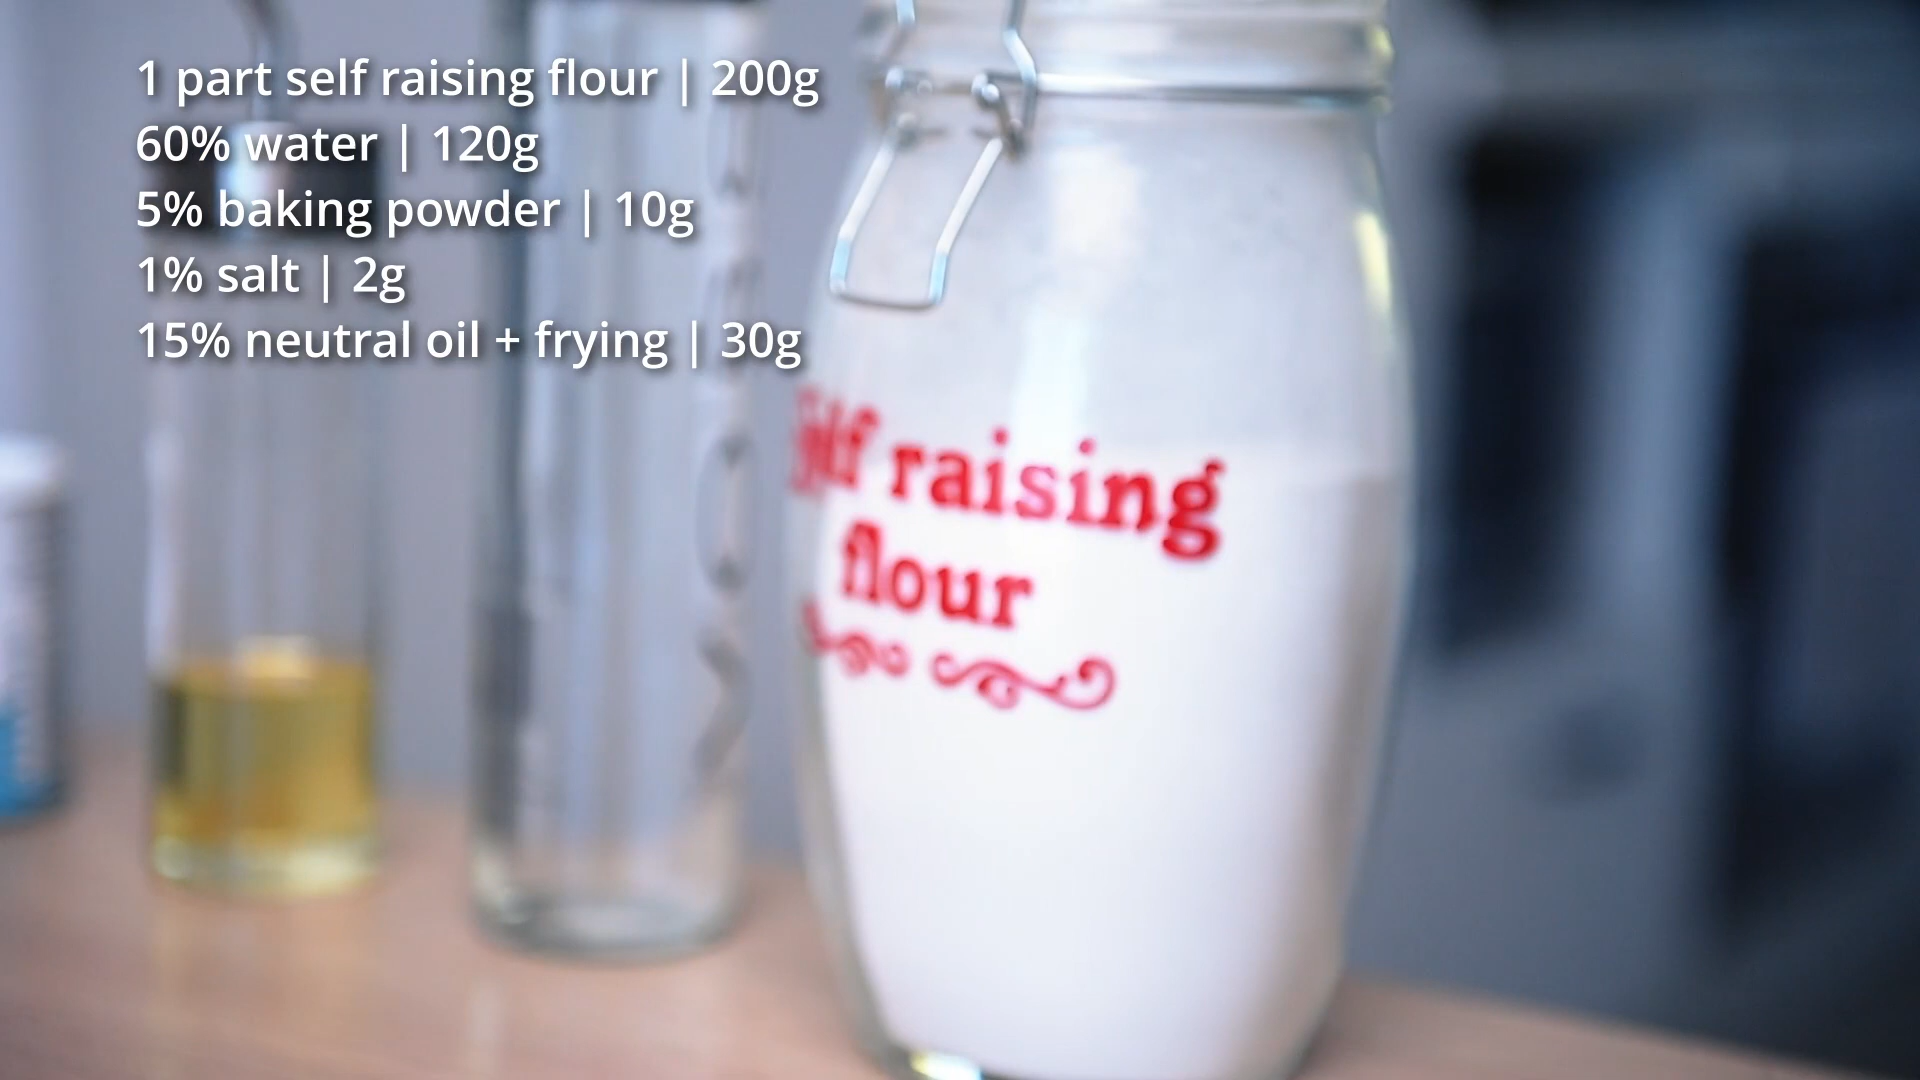 1 part self raising flour | 200g
60% water | 120g
5% baking powder | 10g
1% salt | 2g
15% neutral oil + frying | 30g
Self raising
flour